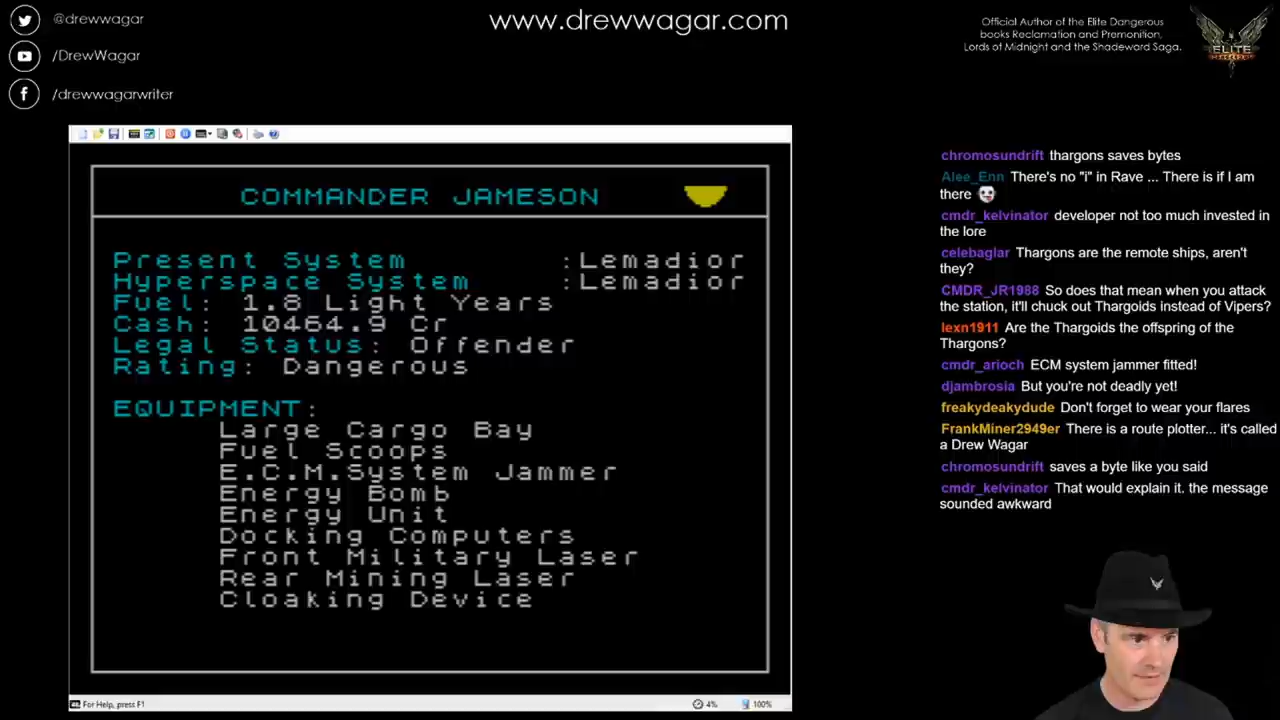 @drewwagar
/DrewWagar
/drewwagarwriter
www.drewwagar.com
Official Author of the Elite Dangerous
books Reclamation and Premonition,
Lords of Midnight and the Shadeward Saga.
ELITE
DANGEROUS
COMMANDER JAMESON
Present System :Lemadior
Hyperspace System :Lemadior
Fuel: 1.8 Light Years
Cash: 10464.9 Cr
Legal Status: Offender
Rating: Dangerous
EQUIPMENT:
Large Cargo Bay
Fuel Scoops
E.C.M.System Jammer
Energy Bomb
Energy Unit
Docking Computers
Front Military Laser
Rear Mining Laser
Cloaking Device
For Help, press F1
4%
100%
chromosundrift thargons saves bytes
Alee_Enn There's no "i" in Rave ... There is if I am
there
cmdr_kelvinator developer not too much invested in
the lore
celebaglar Thargons are the remote ships, aren't
they?
CMDR_JR1988 So does that mean when you attack
the station, it'll chuck out Thargoids instead of Vipers?
lexn1911 Are the Thargoids the offspring of the
Thargons?
cmdr_arioch ECM system jammer fitted!
djambrosia But you're not deadly yet!
freakydeakydude Don't forget to wear your flares
FrankMiner2949er There is a route plotter... it's called
a Drew Wagar
chromosundrift saves a byte like you said
cmdr_kelvinator That would explain it. the message
sounded awkward